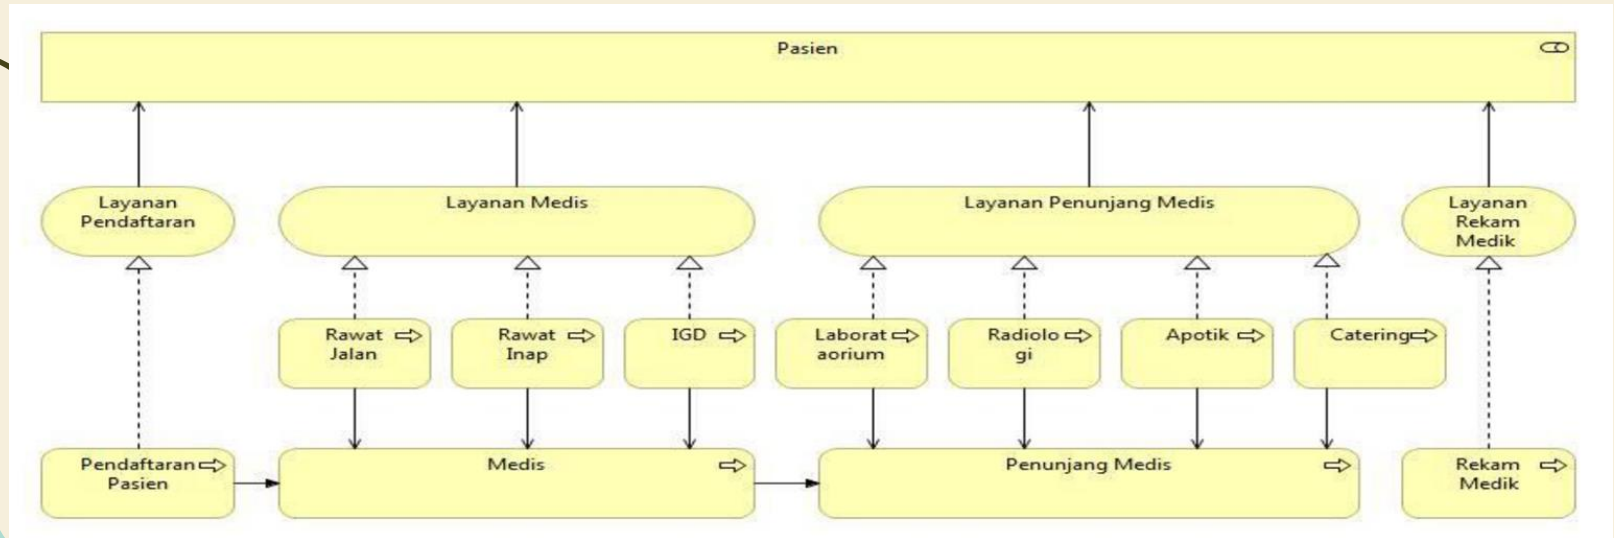 Pasien
Layanan
Pendaftaran
Layanan Medis
Layanan Penunjang Medis
Layanan
Rekam
Medik
Rawat
Jalan
Rawat
Inap
IGD
Laborat
aorium
Radiolo
gi
Apotik
Catering
Pendaftaran
Pasien
Medis
Penunjang Medis
Rekam
Medik